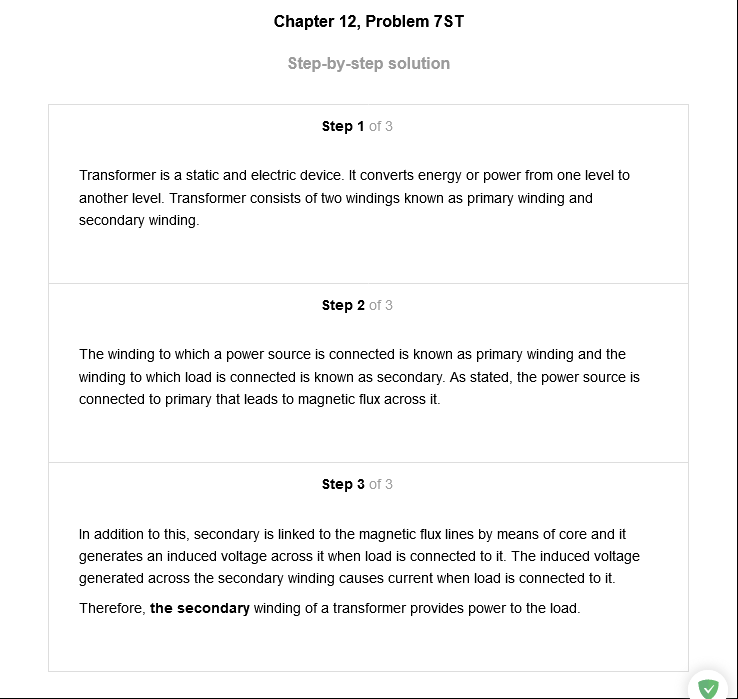 Chapter 12, Problem 7ST
Step-by-step solution
Step 1 of 3
Transformer is a static and electric device. It converts energy or power from one level to
another level. Transformer consists of two windings known as primary winding and
secondary winding.
Step 2 of 3
The winding to which a power source is connected is known as primary winding and the
winding to which load is connected is known as secondary. As stated, the power source is
connected to primary that leads to magnetic flux across it.
Step 3 of 3
In addition to this, secondary is linked to the magnetic flux lines by means of core and it
generates an induced voltage across it when load is connected to it. The induced voltage
generated across the secondary winding causes current when load is connected to it.
Therefore, the secondary winding of a transformer provides power to the load.